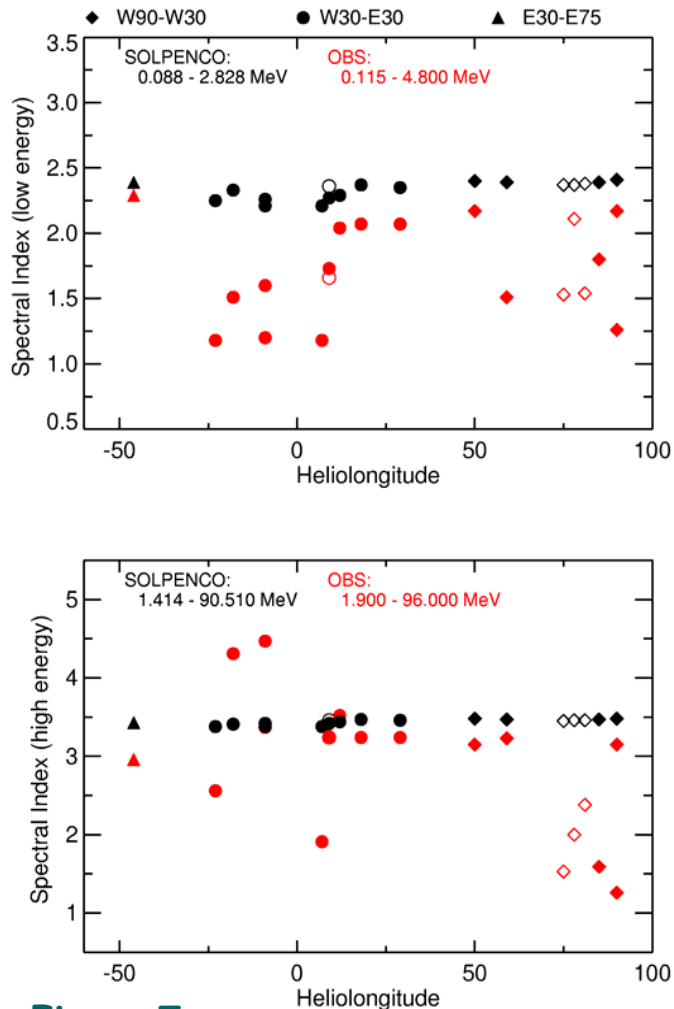 W90-W30 W30-E30 E30-E75
SOLPENCO: OBS:
0.088 - 2.828 MeV 0.115 - 4.800 MeV
3.5
3.0
2.5
2.0
1.5
1.0
0.5
Spectral Index (low energy)
-50 0 50 100
Heliolongitude
SOLPENCO: OBS:
1.414 - 90.510 MeV 1.900 - 96.000 MeV
5
4
3
2
1
Spectral Index (high energy)
-50 0 50 100
Heliolongitude